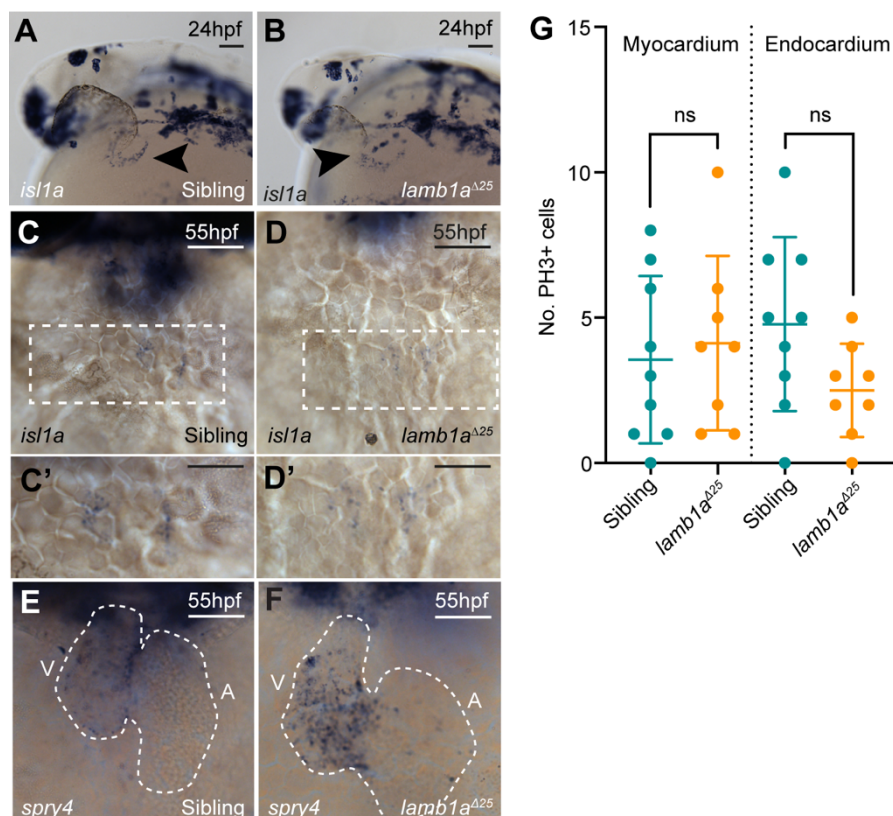 A
24hpf
isl1a
Sibling
B
24hpf
isl1a
lamb1aΔ25
C
55hpf
isl1a
Sibling
D
55hpf
isl1a
lamb1aΔ25
C'
D'
E
55hpf
V
A
spry4
Sibling
F
55hpf
V
A
spry4
lamb1aΔ25
G
Myocardium
Endocardium
ns
ns
No. PH3+ cells
15
10
5
0
Sibling
lamb1aΔ25
Sibling
lamb1aΔ25